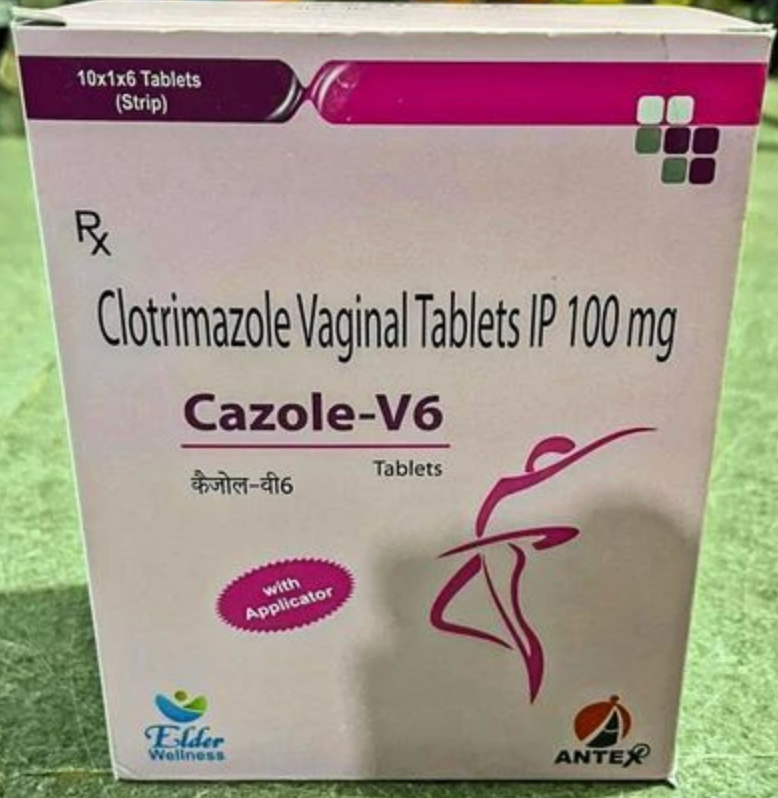 10x1x6 Tablets
(Strip)
Rx
Clotrimazole Vaginal Tablets IP 100 mg
Cazole-V6
Tablets
कैजोल-वी6
with
Applicator
Elder
Wellness
ANTEX